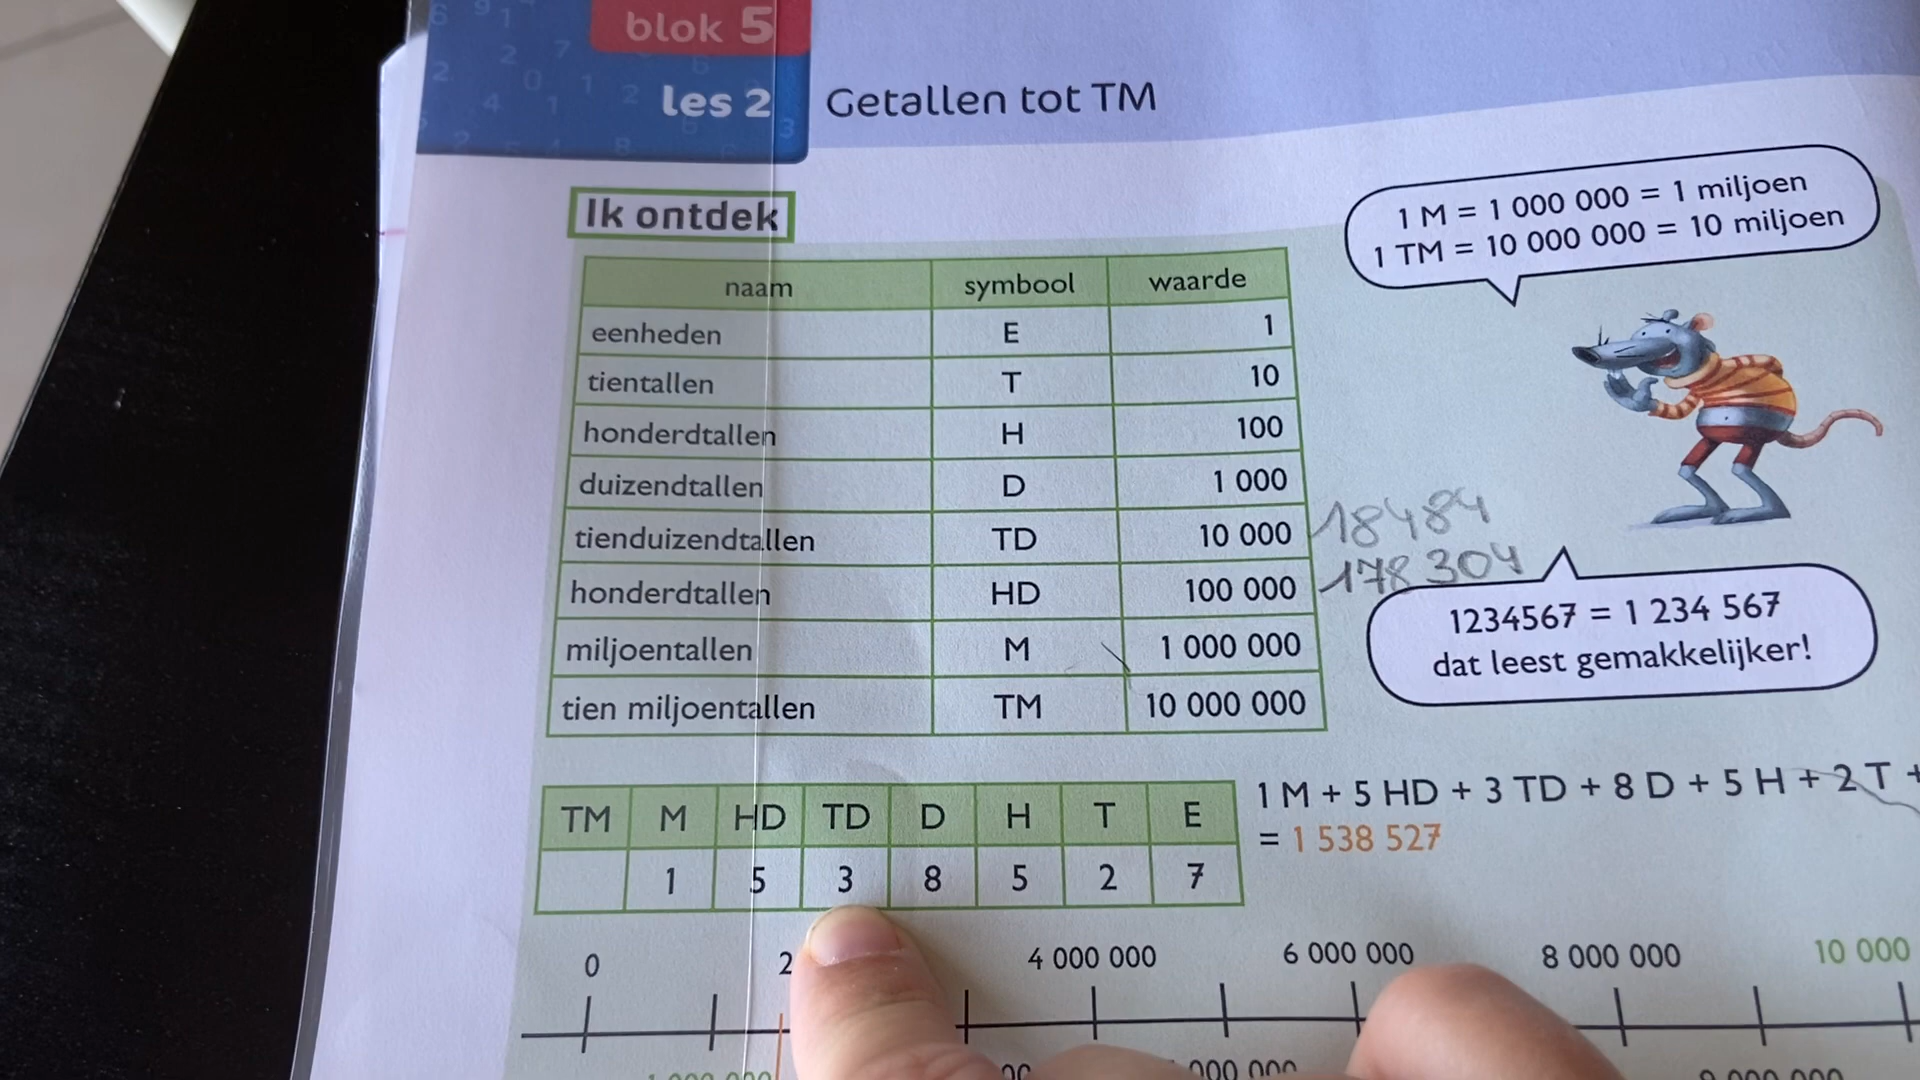 blok 5
les 2
Getallen tot TM
Ik ontdek
1 M = 1 000 000 = 1 miljoen
1 TM = 10 000 000 = 10 miljoen
naam symbool waarde
eenheden E 1
tientallen T 10
honderdtallen H 100
duizendtallen D 1 000
tienduizendtallen TD 10 000
18484
honderdtallen HD 100 000
178 304
miljoentallen M 1 000 000
tien miljoentallen TM 10 000 000
1234567 = 1 234 567
dat leest gemakkelijker!
TM M HD TD D H T E
1 5 3 8 5 2 7
1 M + 5 HD + 3 TD + 8 D + 5 H + 2 T +
= 1 538 527
0 2 4 000 000 6 000 000 8 000 000 10 000